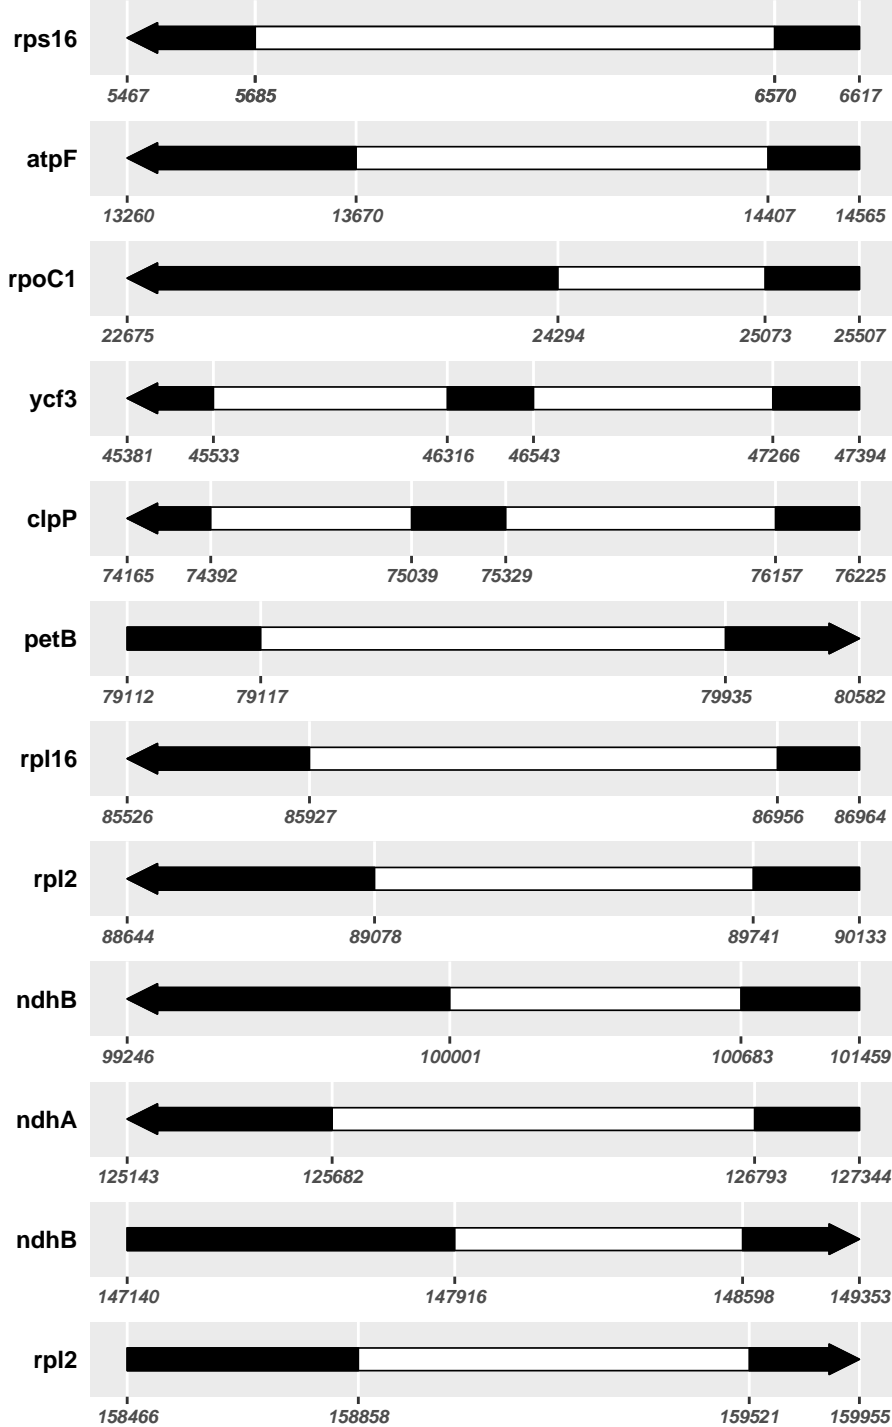 rps16
5467 5685 6570 6617
atpF
13260 13670 14407 14565
rpoC1
22675 24294 25073 25507
ycf3
45381 45533 46316 46543 47266 47394
clpP
74165 74392 75039 75329 76157 76225
petB
79112 79117 79935 80582
rpl16
85526 85927 86956 86964
rpl2
88644 89078 89741 90133
ndhB
99246 100001 100683 101459
ndhA
125143 125682 126793 127344
ndhB
147140 147916 148598 149353
rpl2
158466 158858 159521 159955